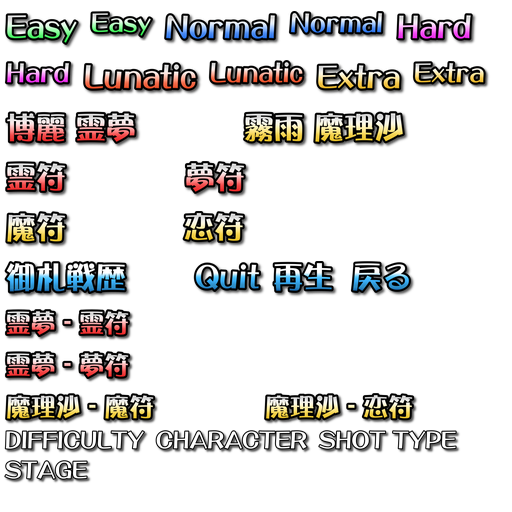 Easy Easy Normal Normal Hard
Hard Lunatic Lunatic Extra Extra
博麗 霊夢 霧雨 魔理沙
霊符 夢符
魔符 恋符
御札戦歴 Quit 再生 戻る
霊夢 - 霊符
霊夢 - 夢符
魔理沙 - 魔符 魔理沙 - 恋符
DIFFICULTY CHARACTER SHOT TYPE
STAGE